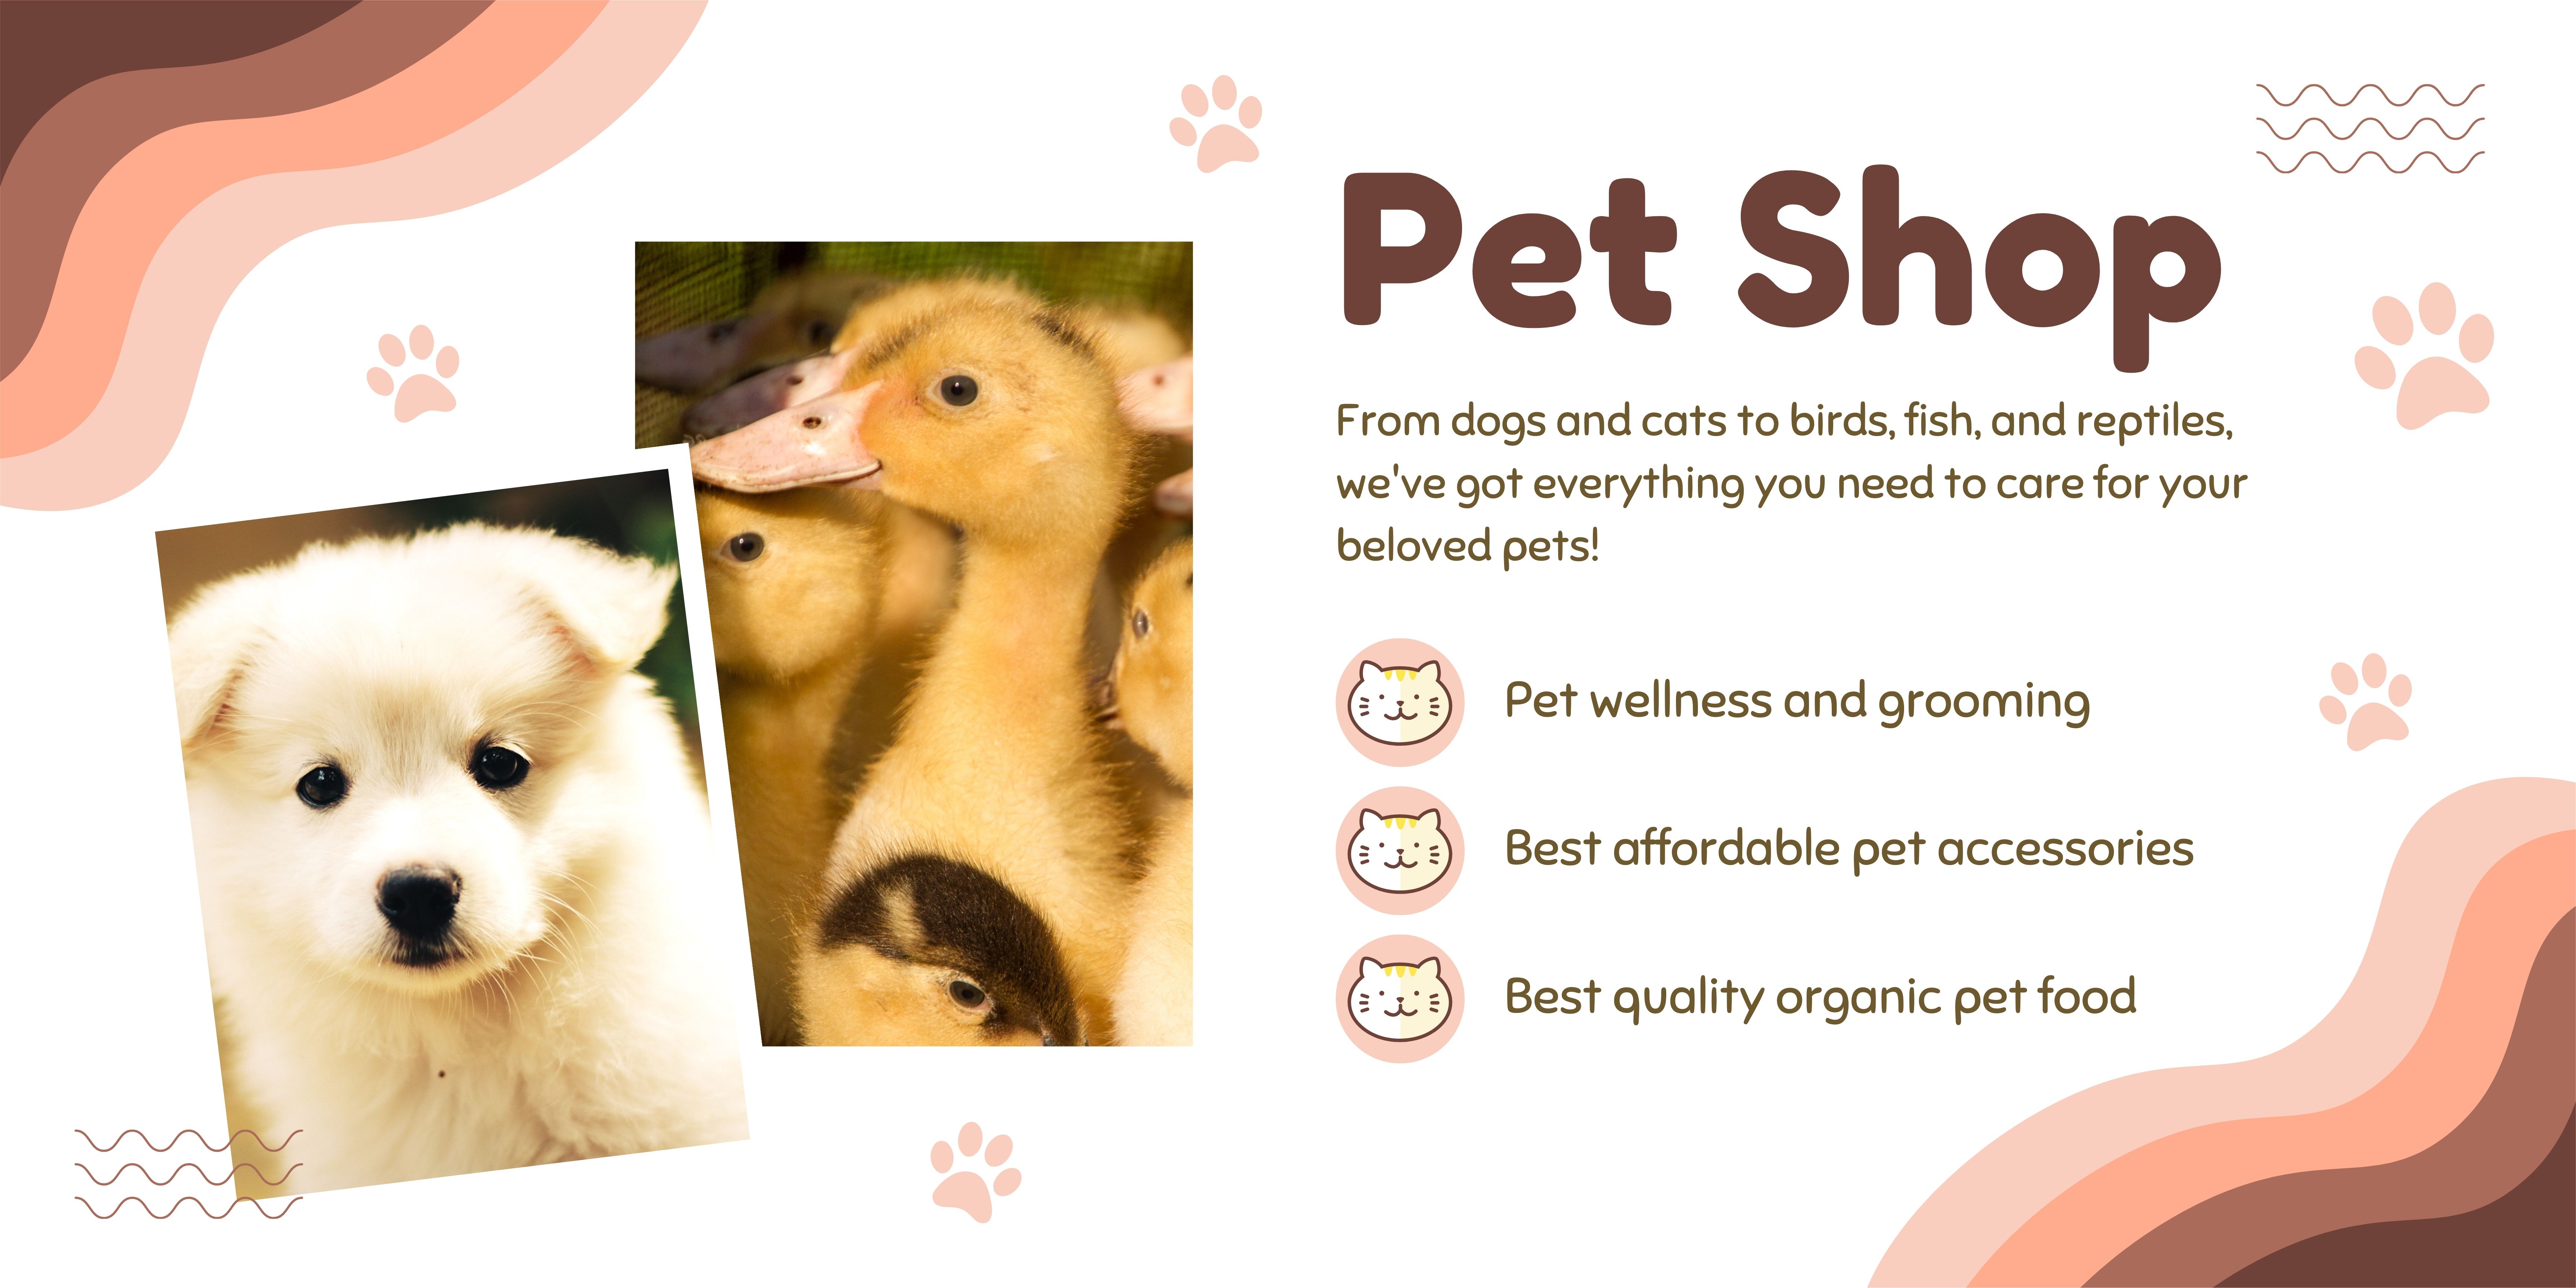 Pet Shop
From dogs and cats to birds, fish, and reptiles,
we've got everything you need to care for your
beloved pets!
Pet wellness and grooming
Best affordable pet accessories
Best quality organic pet food